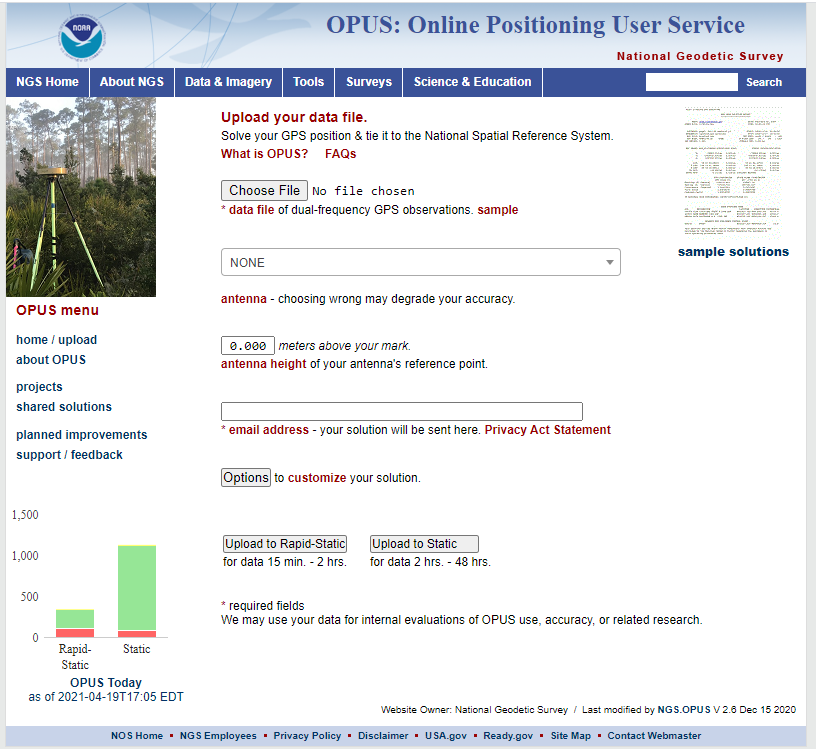 NOAA
OPUS: Online Positioning User Service
National Geodetic Survey
NGS Home About NGS Data & Imagery Tools Surveys Science & Education Search
Upload your data file.
Solve your GPS position & tie it to the National Spatial Reference System.
What is OPUS? FAQs
Choose File No file chosen
* data file of dual-frequency GPS observations. sample
sample solutions
NONE
antenna - choosing wrong may degrade your accuracy.
OPUS menu
home / upload
about OPUS
projects
shared solutions
planned improvements
support / feedback
0.000 meters above your mark.
antenna height of your antenna's reference point.
* email address - your solution will be sent here. Privacy Act Statement
Options to customize your solution.
Upload to Rapid-Static Upload to Static
for data 15 min. - 2 hrs. for data 2 hrs. - 48 hrs.
* required fields
We may use your data for internal evaluations of OPUS use, accuracy, or related research.
1,500
1,000
500
0
Rapid-
Static
Static
OPUS Today
as of 2021-04-19T17:05 EDT
Website Owner: National Geodetic Survey / Last modified by NGS.OPUS V 2.6 Dec 15 2020
NOS Home ▪ NGS Employees ▪ Privacy Policy ▪ Disclaimer ▪ USA.gov ▪ Ready.gov ▪ Site Map ▪ Contact Webmaster